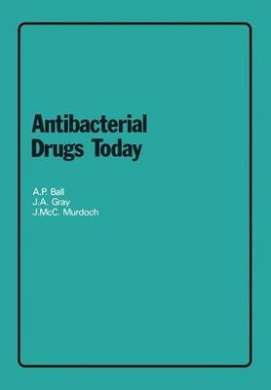 Antibacterial
Drugs Today
A.P. Ball
J.A. Gray
J.McC. Murdoch